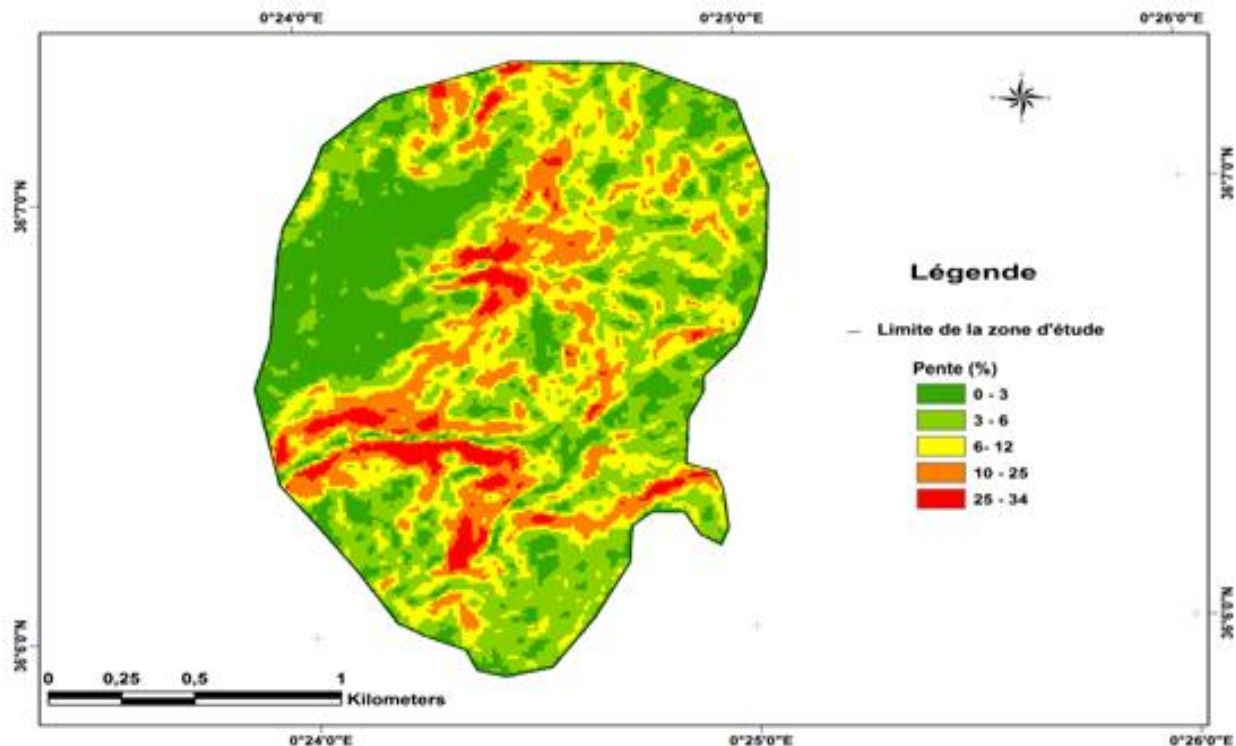 0°24'0"E 0°25'0"E 0°26'0"E
36°7'0"N
36°7'0"N
Légende
Limite de la zone d'étude
Pente (%)
0 - 3
3 - 6
6- 12
10 - 25
25 - 34
36°6'0"N
36°6'0"N
0 0,25 0,5 1
Kilometers
0°24'0"E 0°25'0"E 0°26'0"E